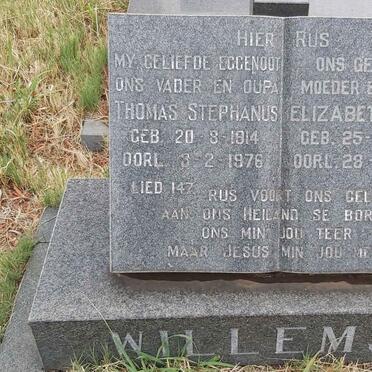 HIER RUS
MY GELIEFDE EGGENOOT ONS GE
ONS VADER EN OUPA MOEDER E
THOMAS STEPHANUS ELIZABET
GEB. 20-3-1914 GEB. 25-
OORL. 3-2-1976 OORL. 28-
LIED 147 RUS VOORT ONS GEL
AAN ONS HEILAND SE BOR
ONS MIN JOU TEER
MAAR JESUS MIN JOU ME
WILLEMS